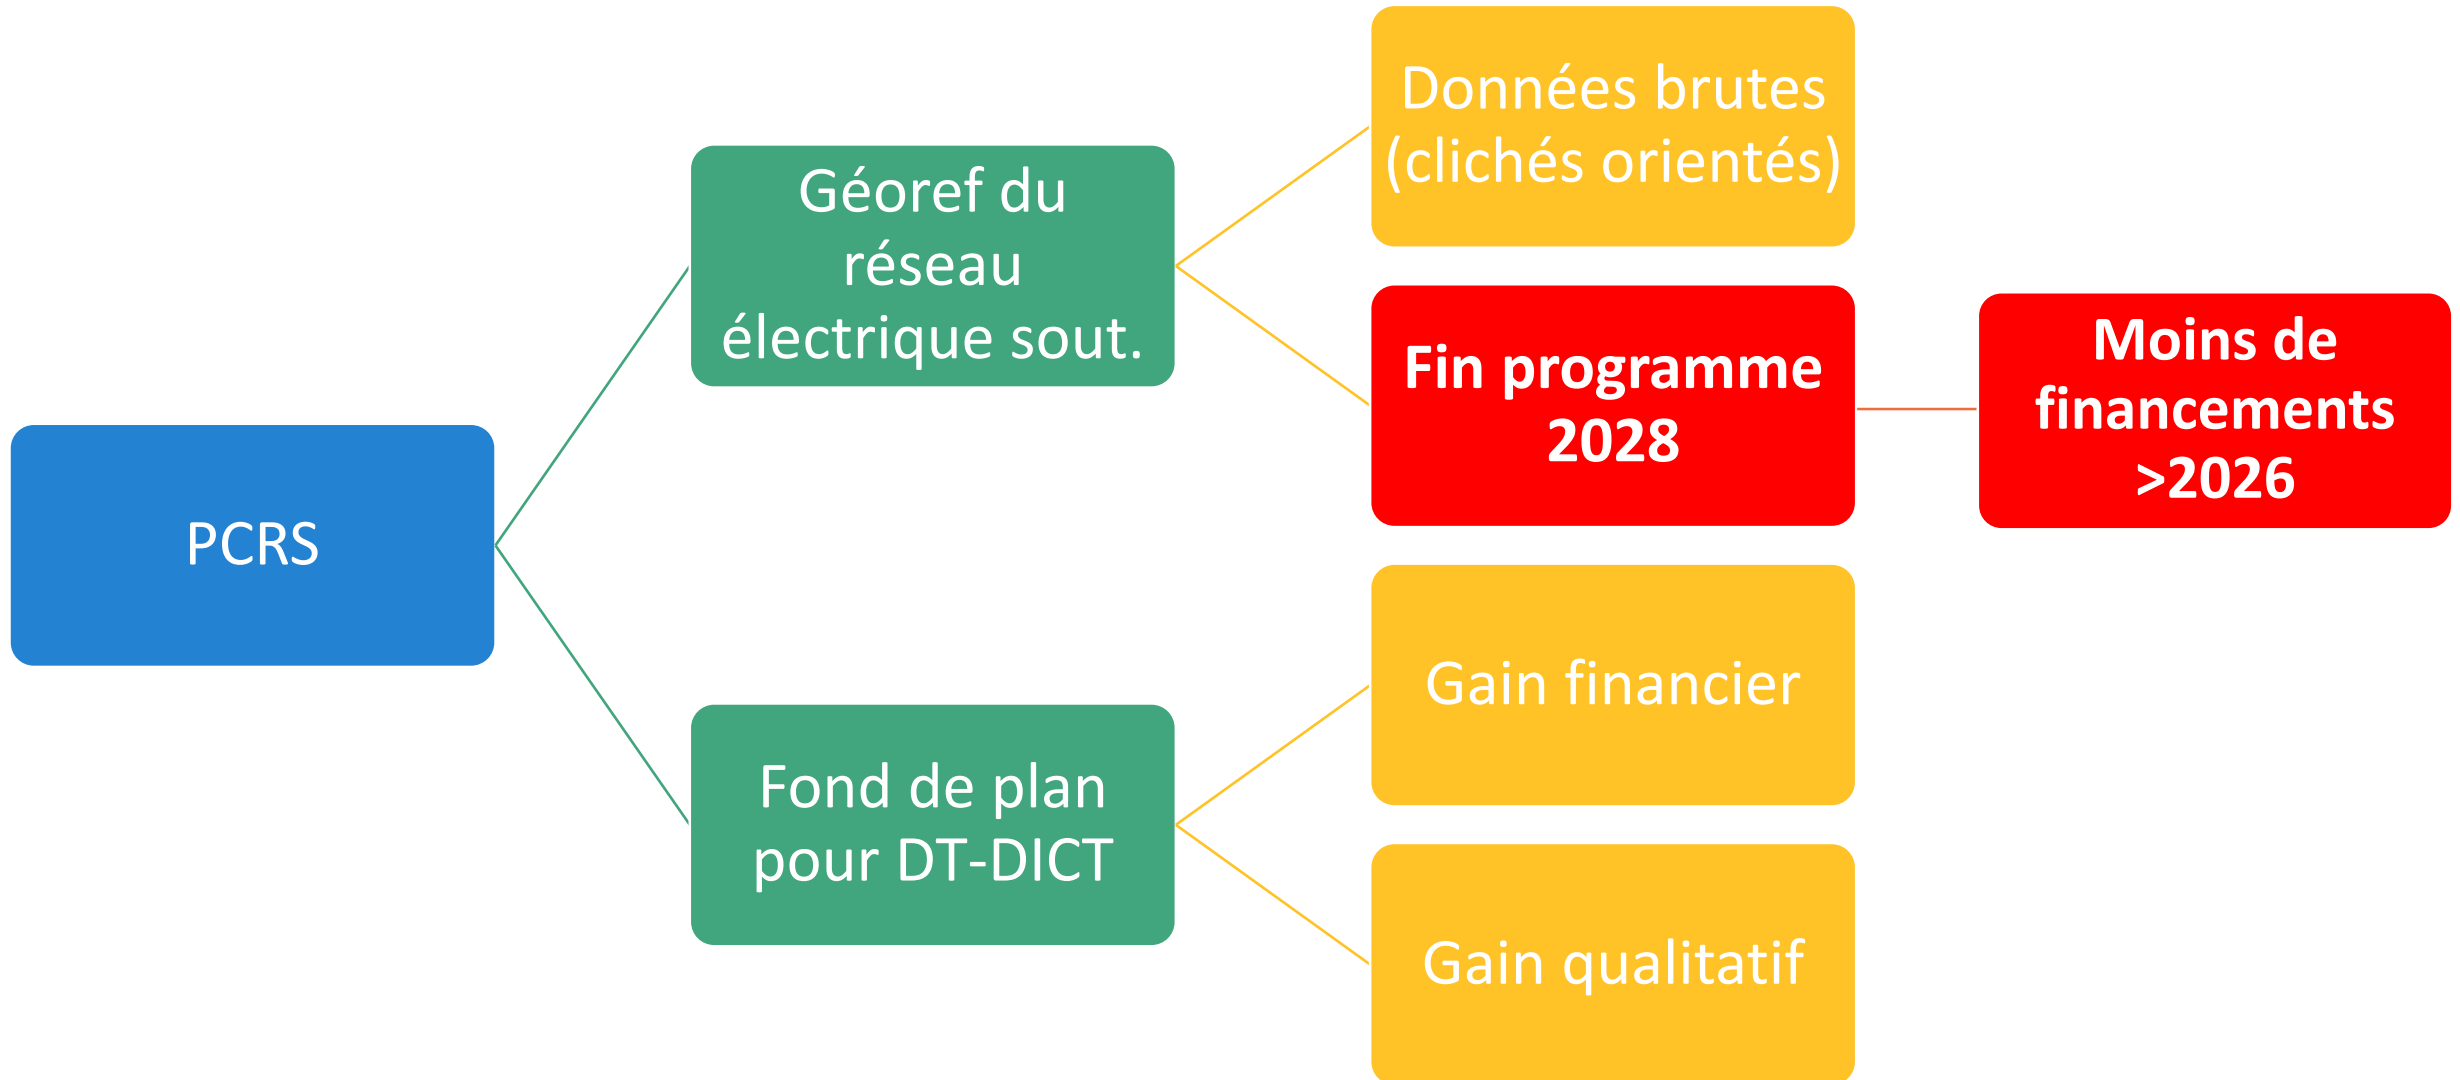 PCRS
Géoref du
réseau
électrique sout.
Données brutes
(clichés orientés)
Fin programme
2028
Moins de
financements
>2026
Fond de plan
pour DT-DICT
Gain financier
Gain qualitatif